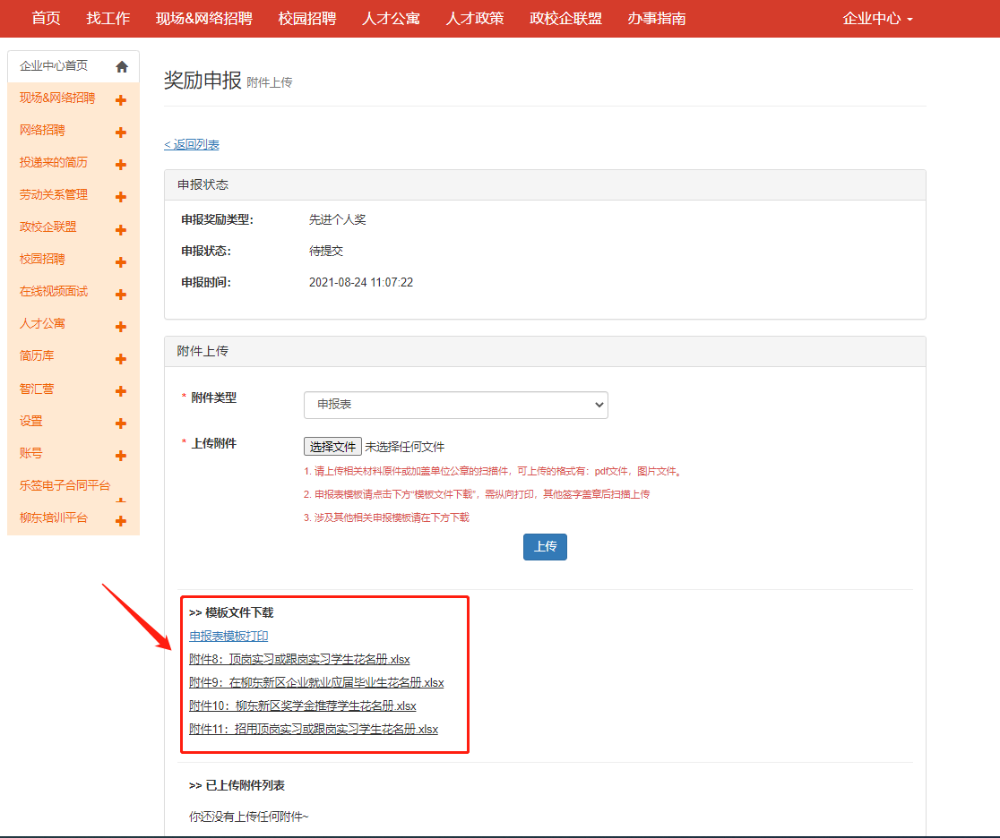 首页 找工作 现场&网络招聘 校园招聘 人才公寓 人才政策 政校企联盟 办事指南 企业中心
企业中心首页
现场&网络招聘
网络招聘
投递来的简历
劳动关系管理
政校企联盟
校园招聘
在线视频面试
人才公寓
简历库
智汇营
设置
账号
乐签电子合同平台
柳东培训平台
奖励申报 附件上传
< 返回列表
申报状态
申报奖励类型: 先进个人奖
申报状态: 待提交
申报时间: 2021-08-24 11:07:22
附件上传
* 附件类型 申报表
* 上传附件 选择文件 未选择任何文件
1. 请上传相关材料原件或加盖单位公章的扫描件，可上传的格式有：pdf文件，图片文件。
2. 申报表模板请点击下方“模板文件下载”，需纵向打印，其他签字盖章后扫描上传
3. 涉及其他相关申报模板请在下方下载
上传
>> 模板文件下载
申报表模板打印
附件8：顶岗实习或跟岗实习学生花名册.xlsx
附件9：在柳东新区企业就业应届毕业生花名册.xlsx
附件10：柳东新区奖学金推荐学生花名册.xlsx
附件11：招用顶岗实习或跟岗实习学生花名册.xlsx
>> 已上传附件列表
你还没有上传任何附件~